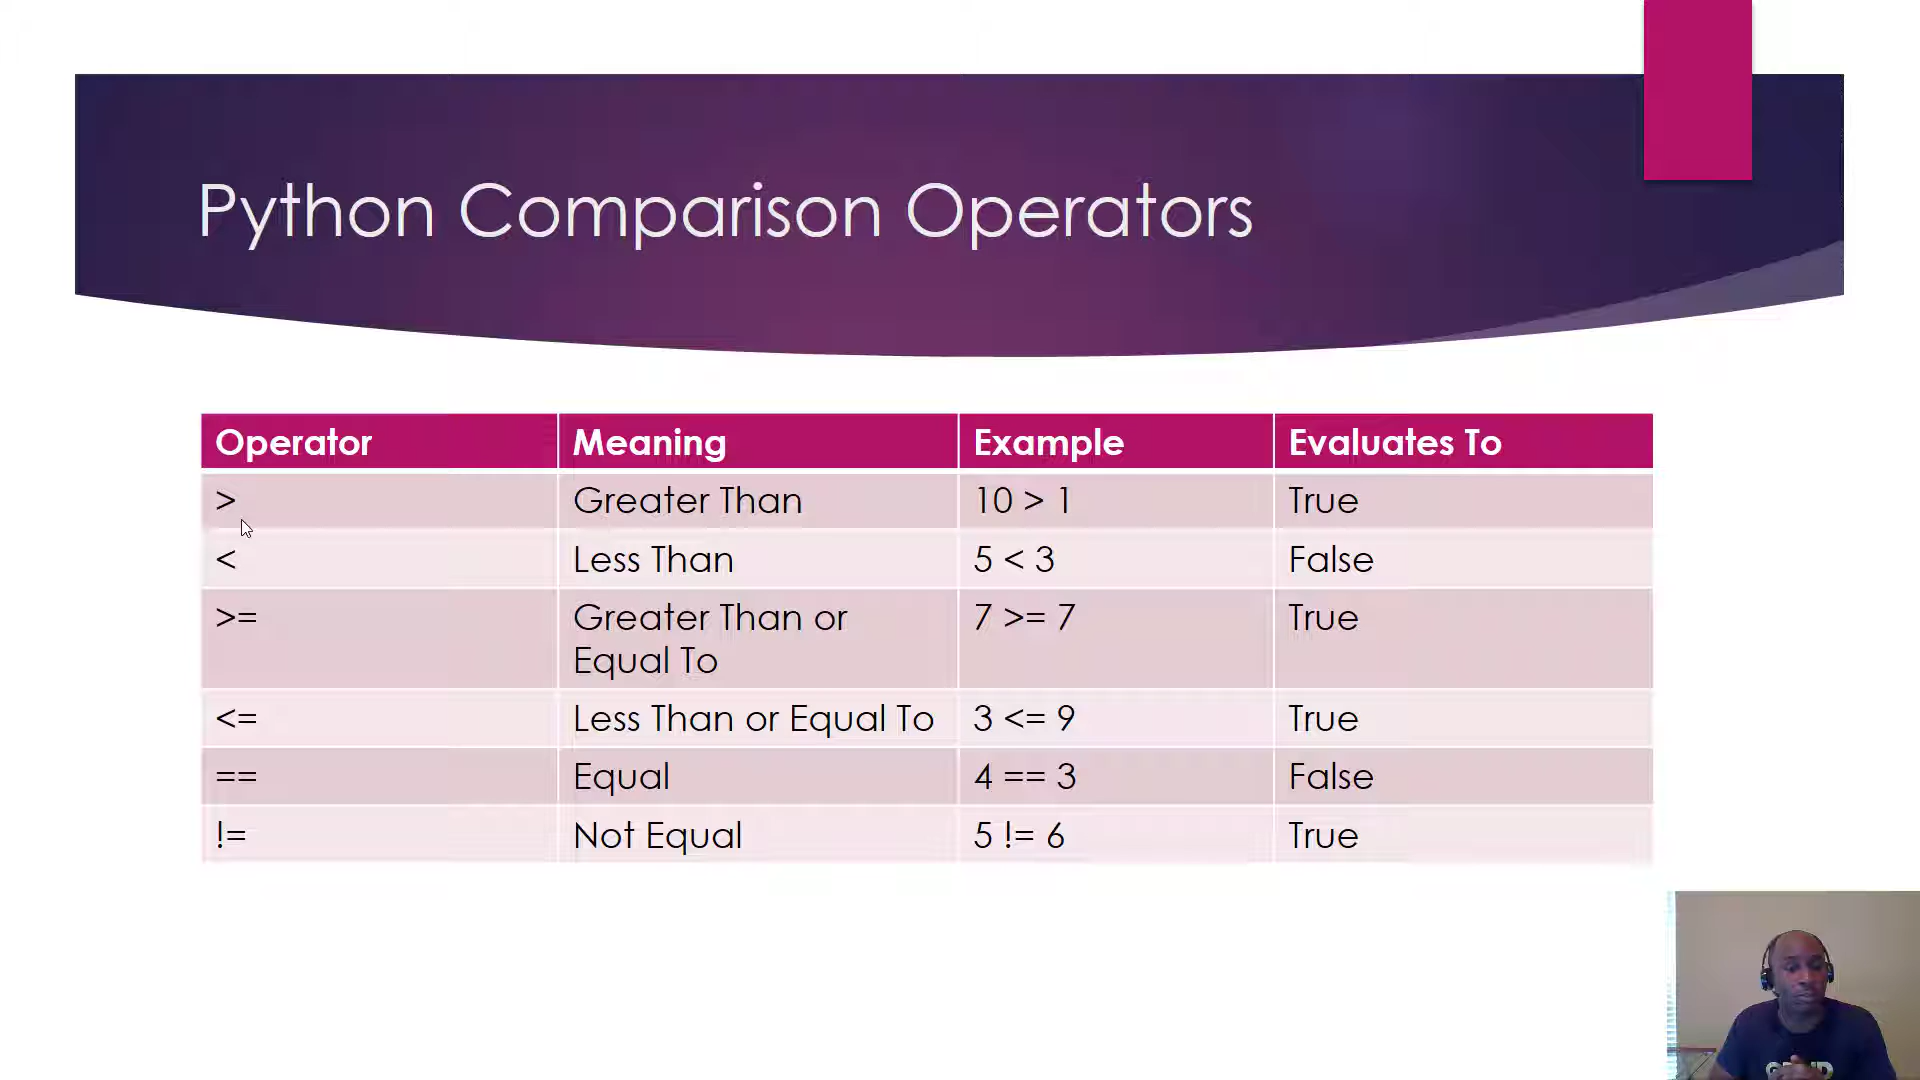 Python Comparison Operators
Operator Meaning Example Evaluates To
> Greater Than 10 > 1 True
< Less Than 5 < 3 False
>= Greater Than or 7 >= 7 True
Equal To
<= Less Than or Equal To 3 <= 9 True
== Equal 4 == 3 False
!= Not Equal 5 != 6 True